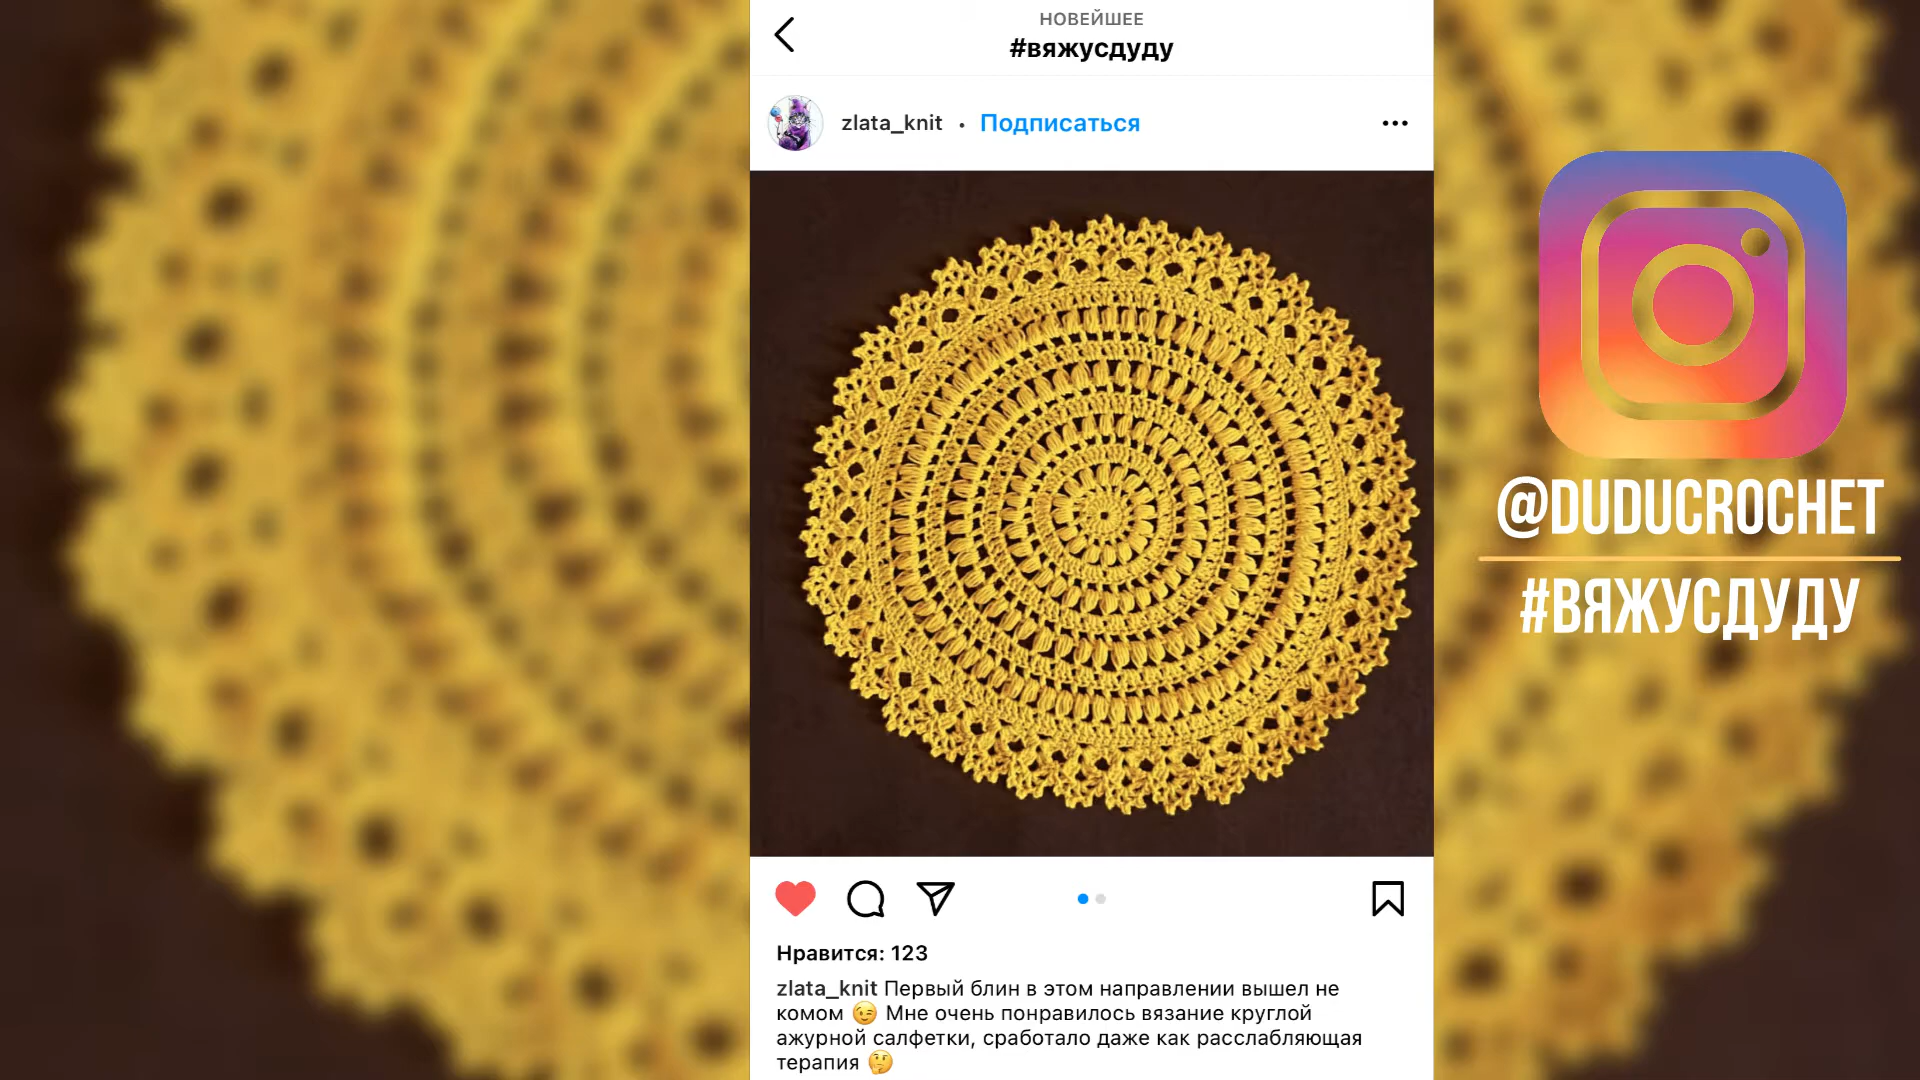 НОВЕЙШЕЕ
#вяжусдуду
zlata_knit • Подписаться
@DUDUCROCHET
#ВЯЖУСДУДУ
Нравится: 123
zlata_knit Первый блин в этом направлении вышел не
комом 😉 Мне очень понравилось вязание круглой
ажурной салфетки, сработало даже как расслабляющая
терапия 🤔